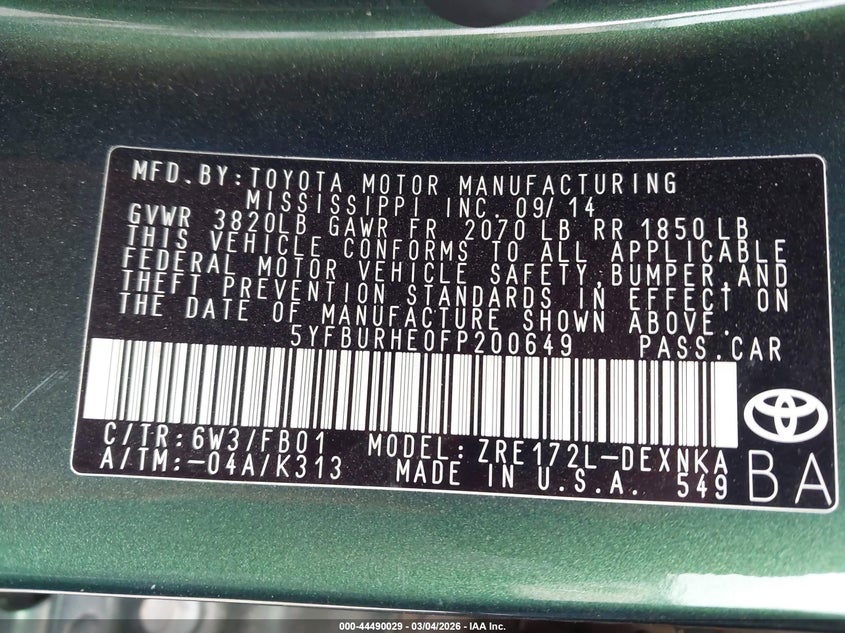 MFD.BY:TOYOTA MOTOR MANUFACTURING
MISSISSIPPI INC. 09/14
GVWR 3820LB GAWR FR 2070 LB RR 1850 LB
THIS VEHICLE CONFORMS TO ALL APPLICABLE
FEDERAL MOTOR VEHICLE SAFETY,BUMPER,AND
THEFT PREVENTION STANDARDS IN EFFECT ON
THE DATE OF MANUFACTURE SHOWN ABOVE.
5YFBURHE0FP200649 PASS.CAR
C/TR:6W3/FB01 MODEL:ZRE172L-DEXNKA
A/TM:-04A/K313 MADE IN U.S.A. 549
BA
000-44490029 - 03/04/2026 - IAA Inc.